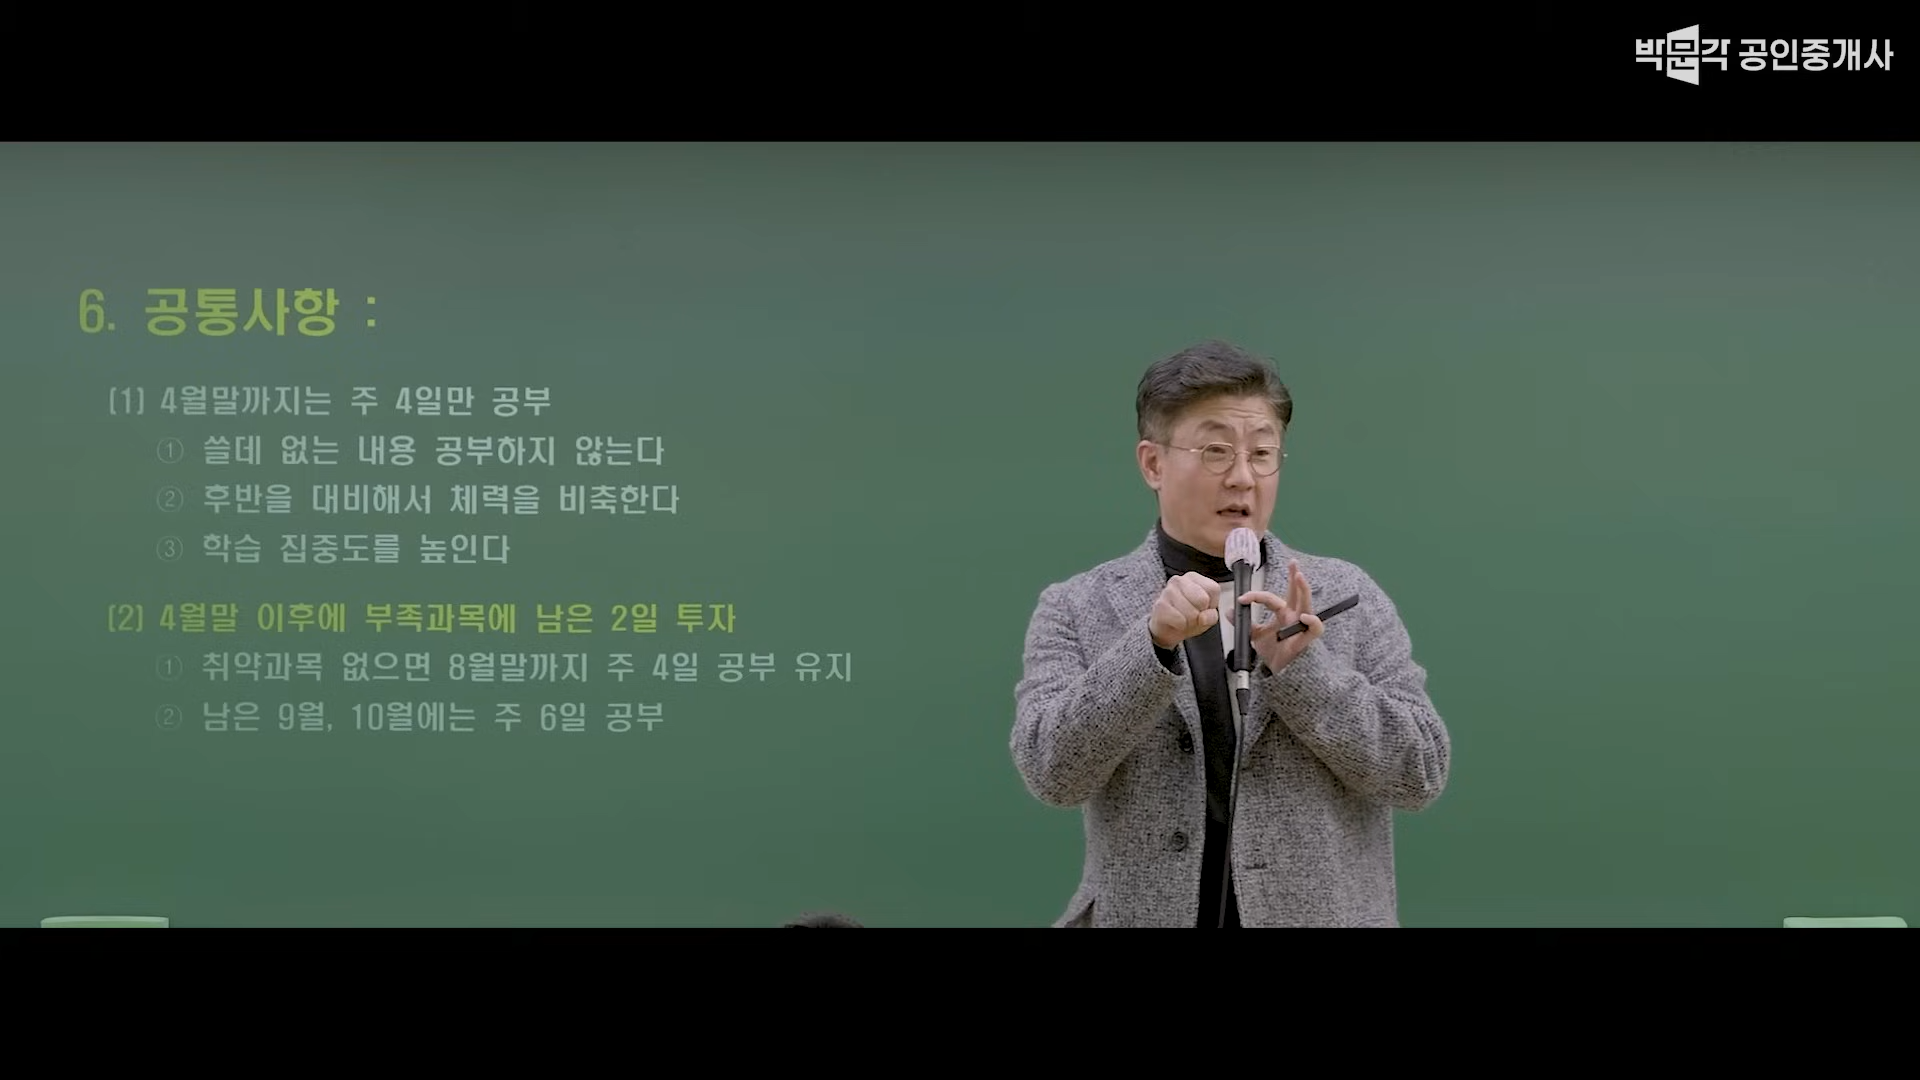 박문각 공인중개사
6. 공통사항 :
(1) 4월말까지는 주 4일만 공부
① 쓸데 없는 내용 공부하지 않는다
② 후반을 대비해서 체력을 비축한다
③ 학습 집중도를 높인다
(2) 4월말 이후에 부족과목에 남은 2일 투자
① 취약과목 없으면 8월말까지 주 4일 공부 유지
② 남은 9월, 10월에는 주 6일 공부